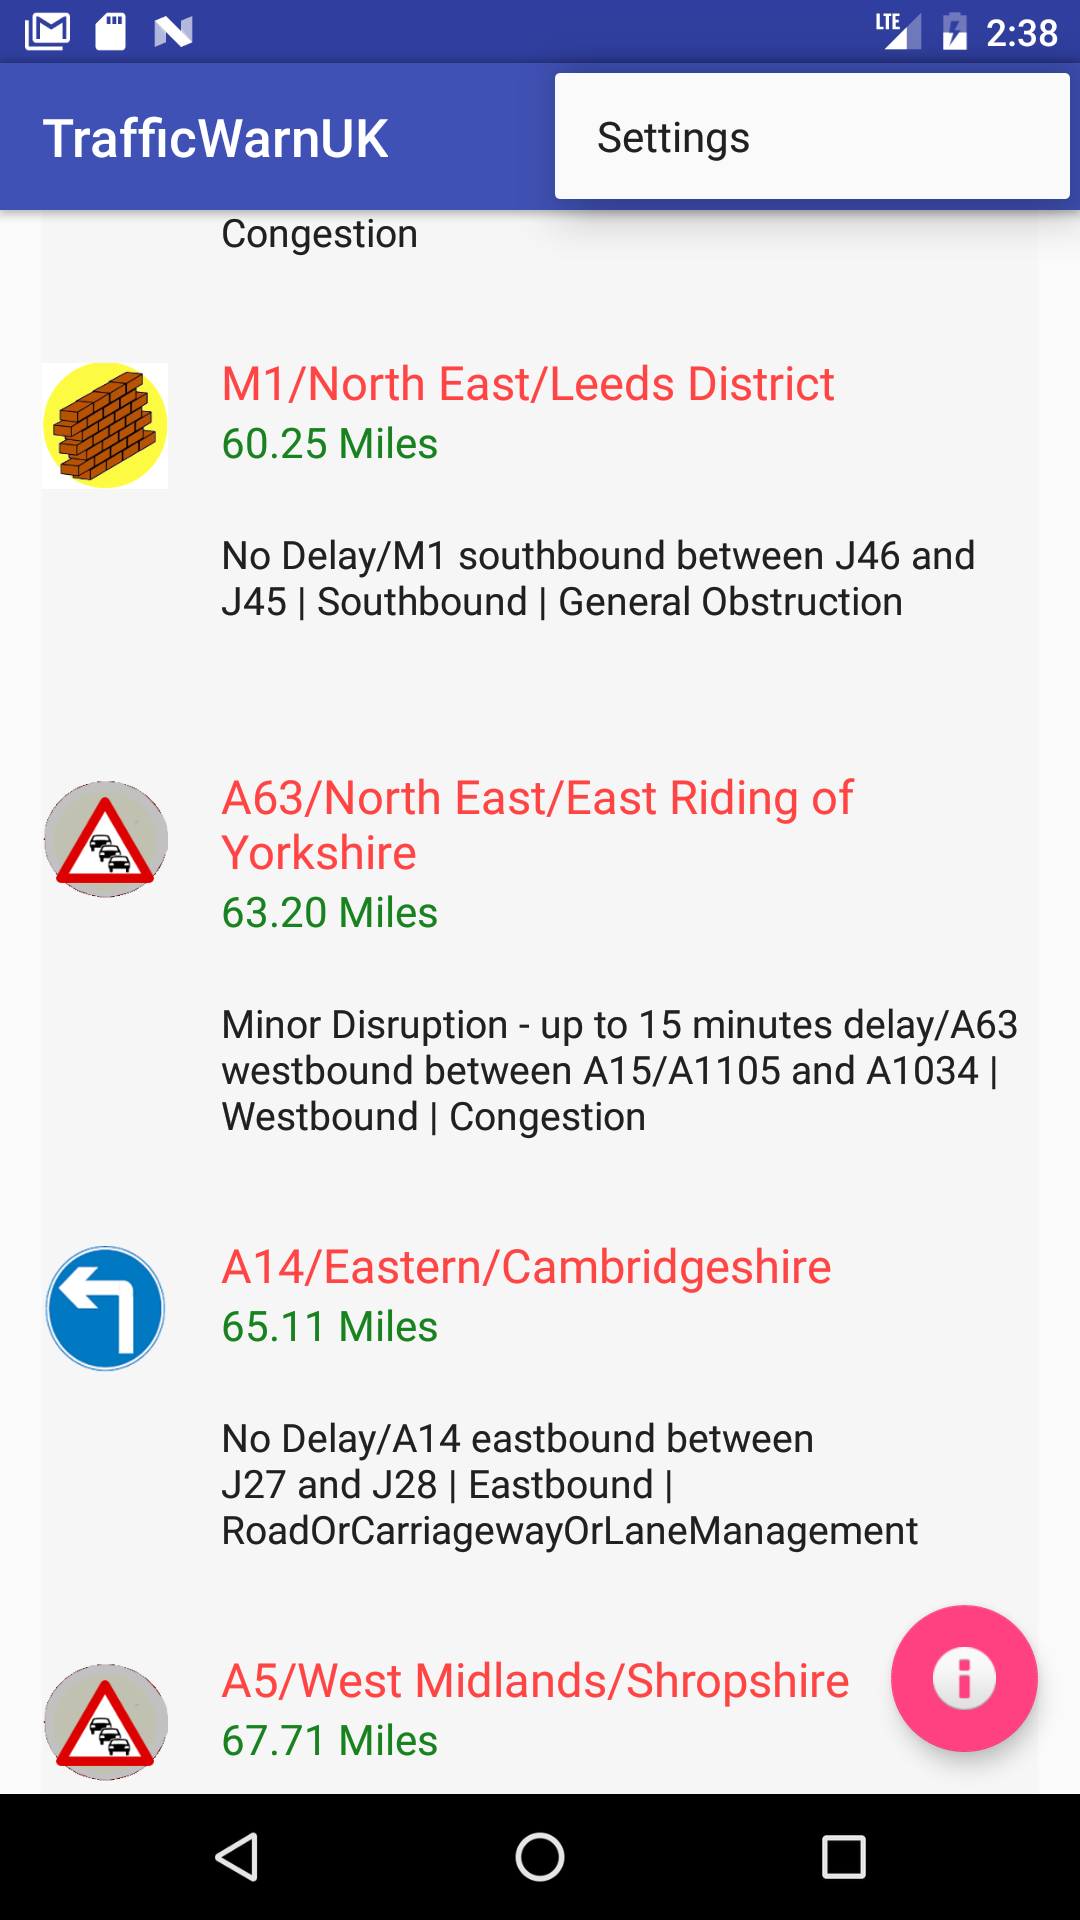 LTE 2:38
TrafficWarnUK
Settings
Congestion
M1/North East/Leeds District
60.25 Miles
No Delay/M1 southbound between J46 and
J45 | Southbound | General Obstruction
A63/North East/East Riding of
Yorkshire
63.20 Miles
Minor Disruption - up to 15 minutes delay/A63
westbound between A15/A1105 and A1034 |
Westbound | Congestion
A14/Eastern/Cambridgeshire
65.11 Miles
No Delay/A14 eastbound between
J27 and J28 | Eastbound |
RoadOrCarriagewayOrLaneManagement
A5/West Midlands/Shropshire
67.71 Miles